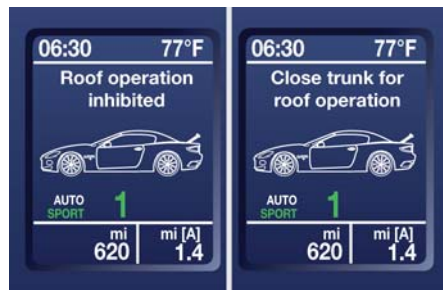 06:30 77°F
Roof operation
inhibited
AUTO
SPORT 1
mi mi [A]
620 1.4
06:30 77°F
Close trunk for
roof operation
AUTO
SPORT 1
mi mi [A]
620 1.4